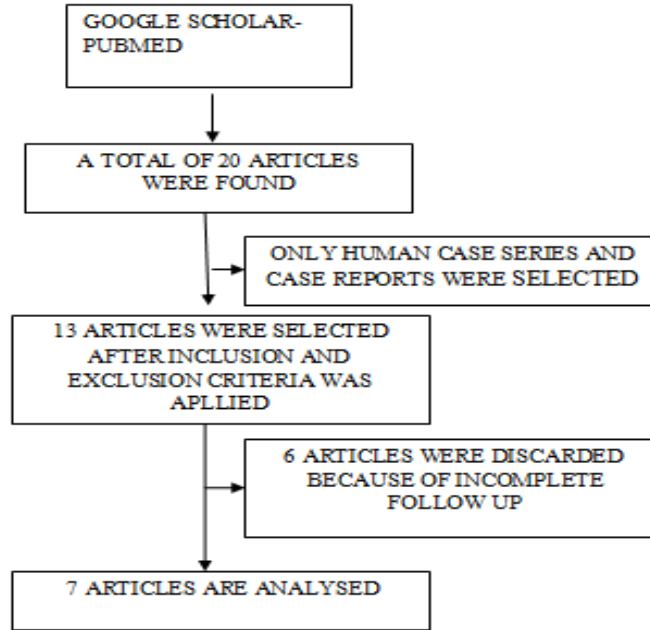 GOOGLE SCHOLAR-
PUBMED
A TOTAL OF 20 ARTICLES
WERE FOUND
ONLY HUMAN CASE SERIES AND
CASE REPORTS WERE SELECTED
13 ARTICLES WERE SELECTED
AFTER INCLUSION AND
EXCLUSION CRITERIA WAS
APLLIED
6 ARTICLES WERE DISCARDED
BECAUSE OF INCOMPLETE
FOLLOW UP
7 ARTICLES ARE ANALYSED